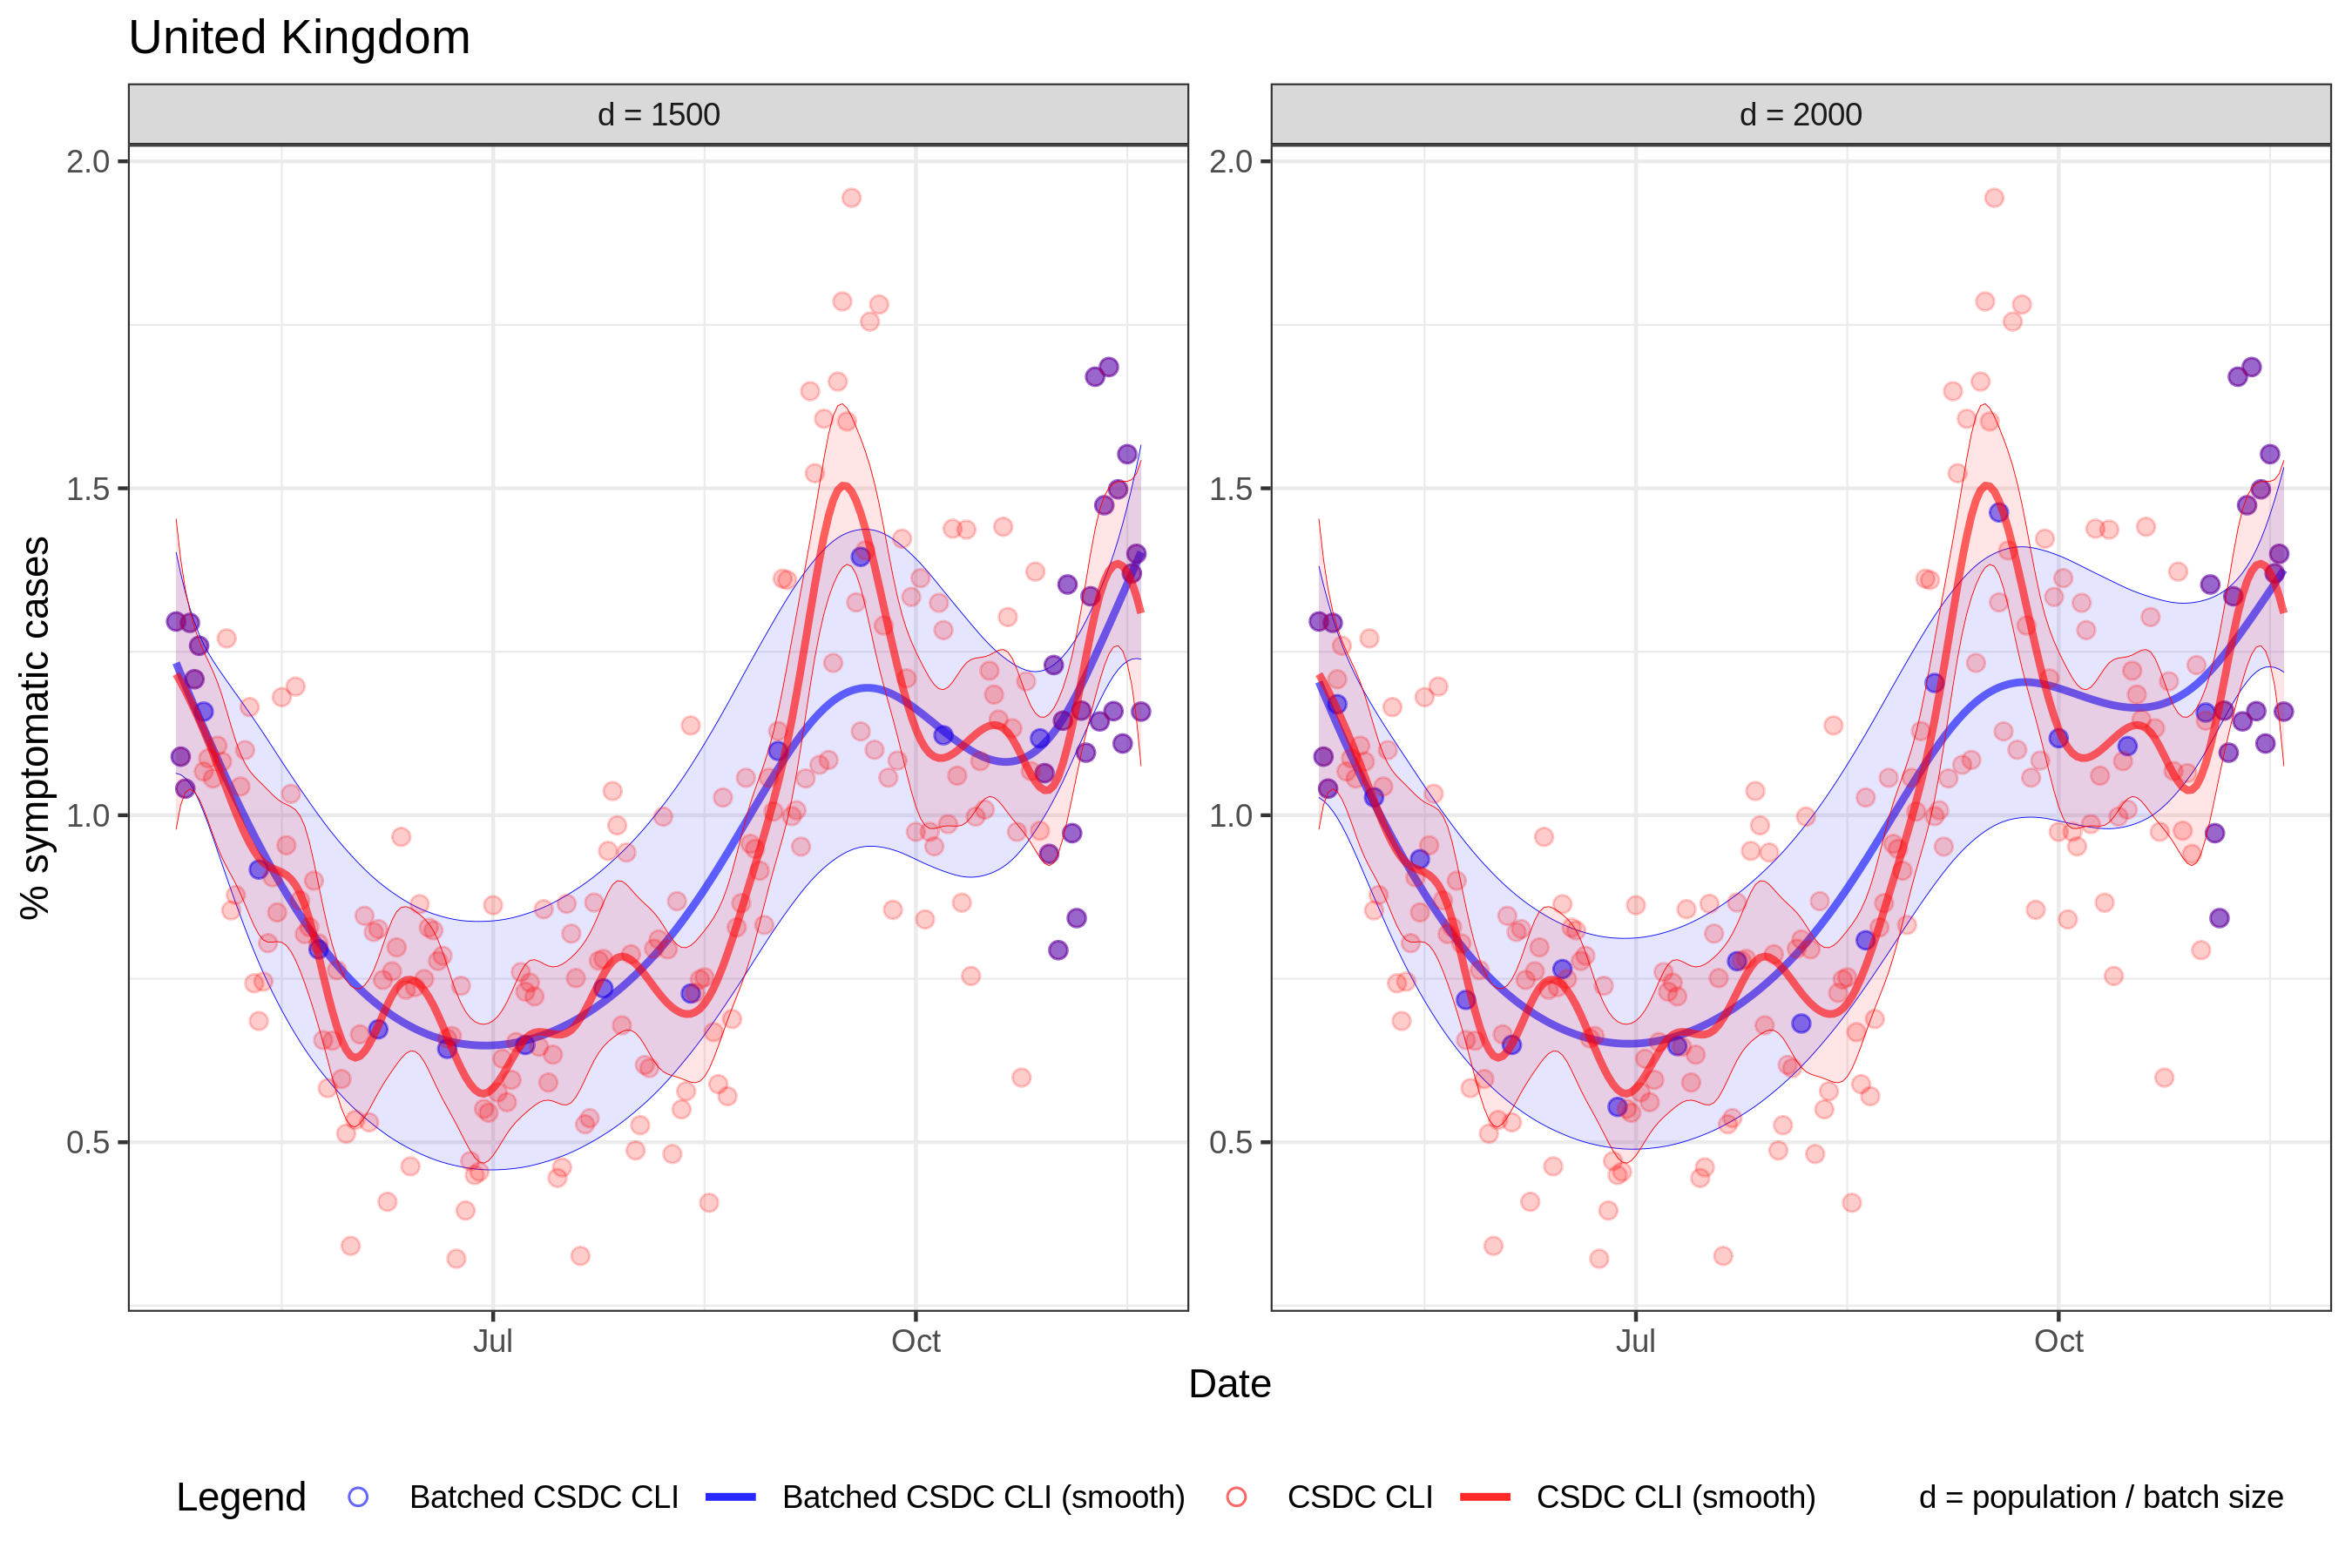 United Kingdom
d = 1500
d = 2000
2.0
1.5
1.0
0.5
2.0
1.5
1.0
0.5
% symptomatic cases
Jul
Oct
Jul
Oct
Date
Legend
Batched CSDC CLI
Batched CSDC CLI (smooth)
CSDC CLI
CSDC CLI (smooth)
d = population / batch size